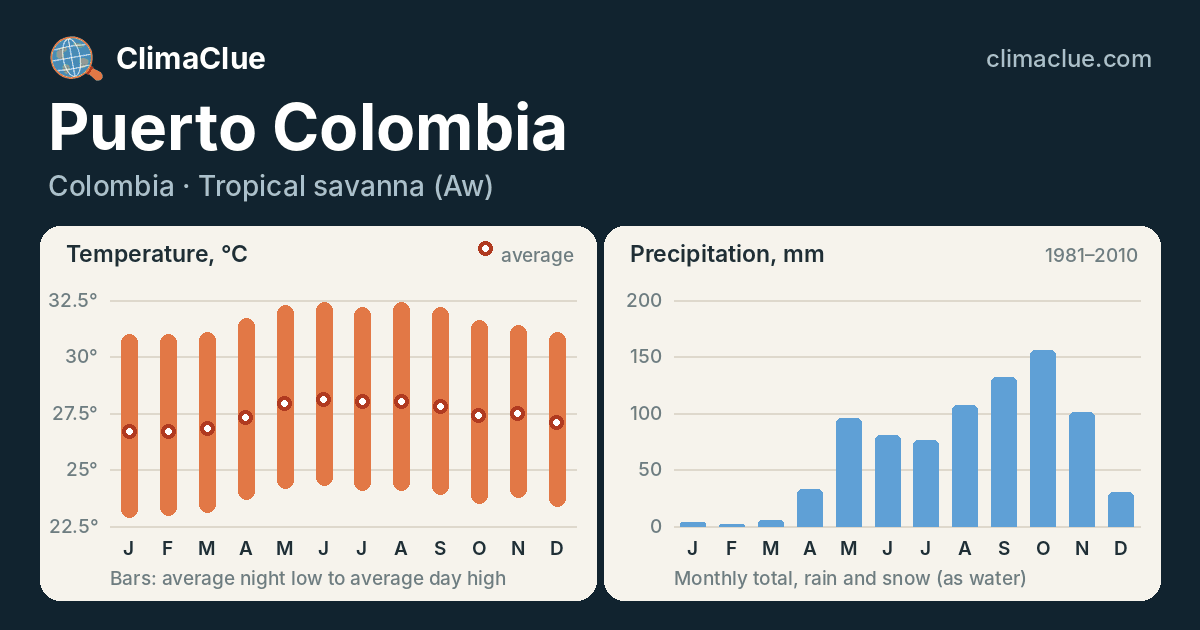 ClimaClue
climaclue.com
Puerto Colombia
Colombia · Tropical savanna (Aw)
Temperature, °C
average
32.5°
30°
27.5°
25°
22.5°
J F M A M J J A S O N D
Bars: average night low to average day high
Precipitation, mm
1981–2010
200
150
100
50
0
J F M A M J J A S O N D
Monthly total, rain and snow (as water)